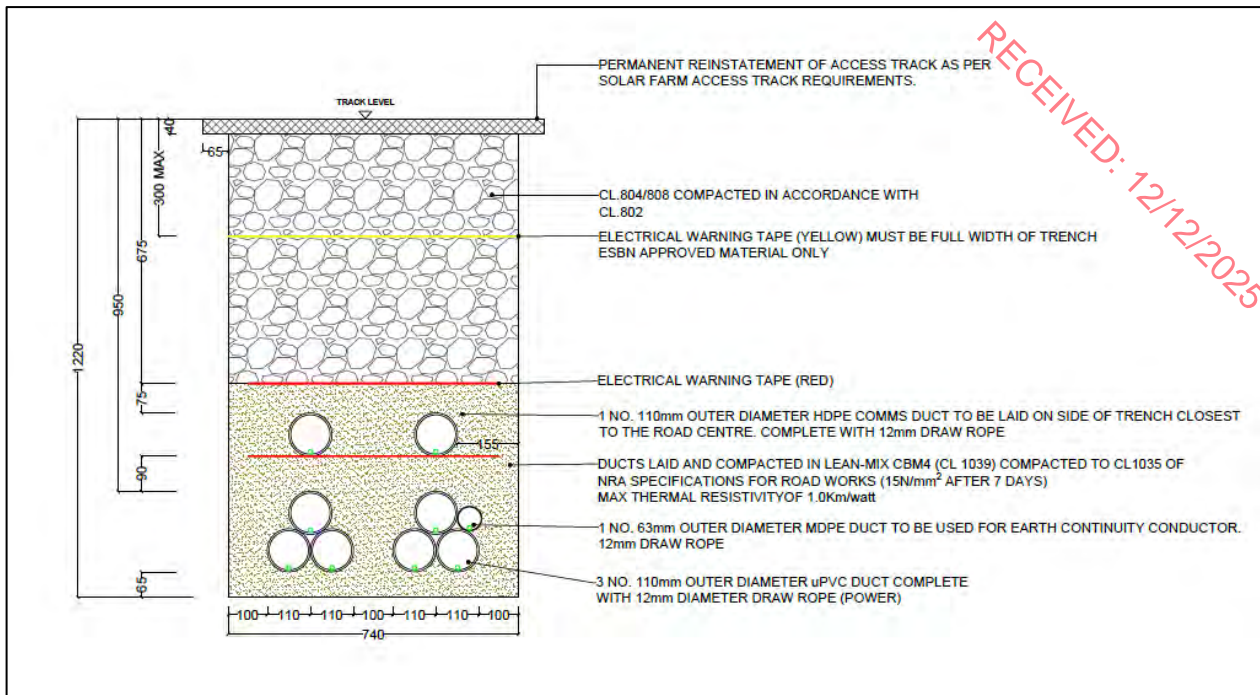 RECEIVED: 12/12/2025
PERMANENT REINSTATEMENT OF ACCESS TRACK AS PER
SOLAR FARM ACCESS TRACK REQUIREMENTS.
TRACK LEVEL
40
65
300 MAX
675
950
1220
CL.804/808 COMPACTED IN ACCORDANCE WITH
CL.802
ELECTRICAL WARNING TAPE (YELLOW) MUST BE FULL WIDTH OF TRENCH
ESBN APPROVED MATERIAL ONLY
ELECTRICAL WARNING TAPE (RED)
75
1 NO. 110mm OUTER DIAMETER HDPE COMMS DUCT TO BE LAID ON SIDE OF TRENCH CLOSEST
TO THE ROAD CENTRE. COMPLETE WITH 12mm DRAW ROPE
155
90
DUCTS LAID AND COMPACTED IN LEAN-MIX CBM4 (CL 1039) COMPACTED TO CL1035 OF
NRA SPECIFICATIONS FOR ROAD WORKS (15N/mm² AFTER 7 DAYS)
MAX THERMAL RESISTIVITYOF 1.0Km/watt
1 NO. 63mm OUTER DIAMETER MDPE DUCT TO BE USED FOR EARTH CONTINUITY CONDUCTOR.
12mm DRAW ROPE
65
3 NO. 110mm OUTER DIAMETER uPVC DUCT COMPLETE
WITH 12mm DIAMETER DRAW ROPE (POWER)
100 110 110 100 110 110 100
740